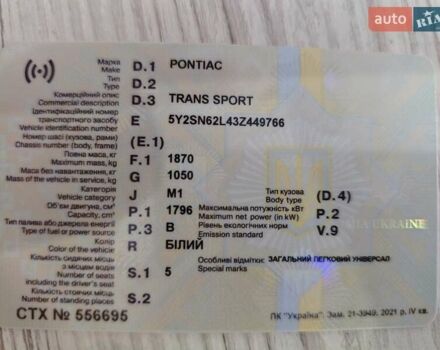 auto RIA
Марка
Make D.1 PONTIAC
Тип
Type D.2
Комерційний опис
Commercial description D.3 TRANS SPORT
Ідентифікаційний номер
транспортного засобу E 5Y2SN62L43Z449766
Vehicle identification number
Номер шасі (кузова, рами) (E.1)
Chassis number (body, frame)
Повна маса, кг
Maximum mass, kg F.1 1870
Маса без навантаження, кг
Mass of the vehicle in service, kg G 1050
Категорія
Vehicle category J M1 Тип кузова
Body type (D.4)
Об'єм двигуна, см³
Capacity, cm³ P.1 1796 Максимальна потужність кВт
Maximum net power (in kW) P.2
Тип палива або джерела енергії
Type of fuel or power source P.3 B Рівень екологічних норм
Emission standard V.9
Колір
Color of the vehicle R БІЛИЙ
Кількість сидячих місць
з місцем водія
Number of seats S.1 5 Особливі відмітки: ЗАГАЛЬНИЙ ЛЕГКОВИЙ УНІВЕРСАЛ
Special marks
including the driver's seat
Кількість стоячих місць
Number of standing places S.2
UKRAINE
СТХ № 556695
ПК "Україна". Зам. 21-3949, 2021 р, IV кв.